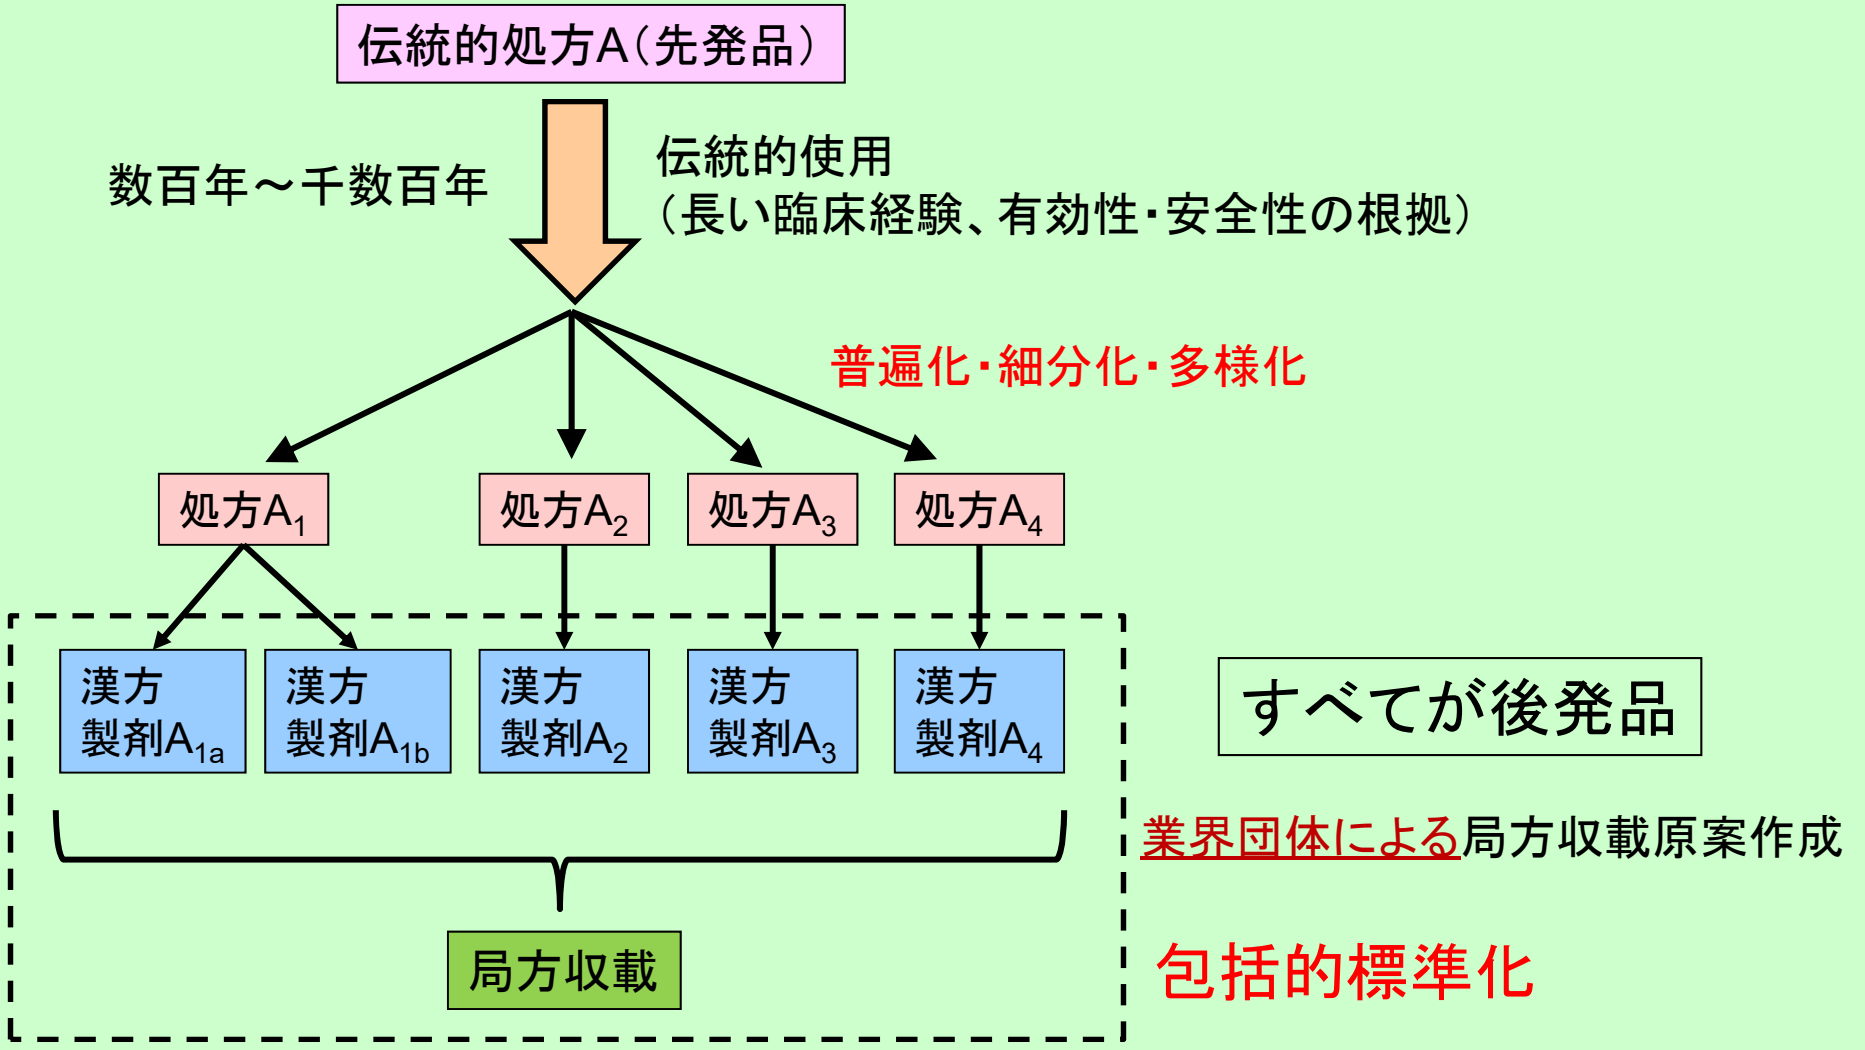 伝統的処方A（先発品）
数百年～千数百年
伝統的使用
（長い臨床経験、有効性・安全性の根拠）
普遍化・細分化・多様化
処方A1
処方A2
処方A3
処方A4
漢方
製剤A1a
漢方
製剤A1b
漢方
製剤A2
漢方
製剤A3
漢方
製剤A4
すべてが後発品
業界団体による局方収載原案作成
局方収載
包括的標準化